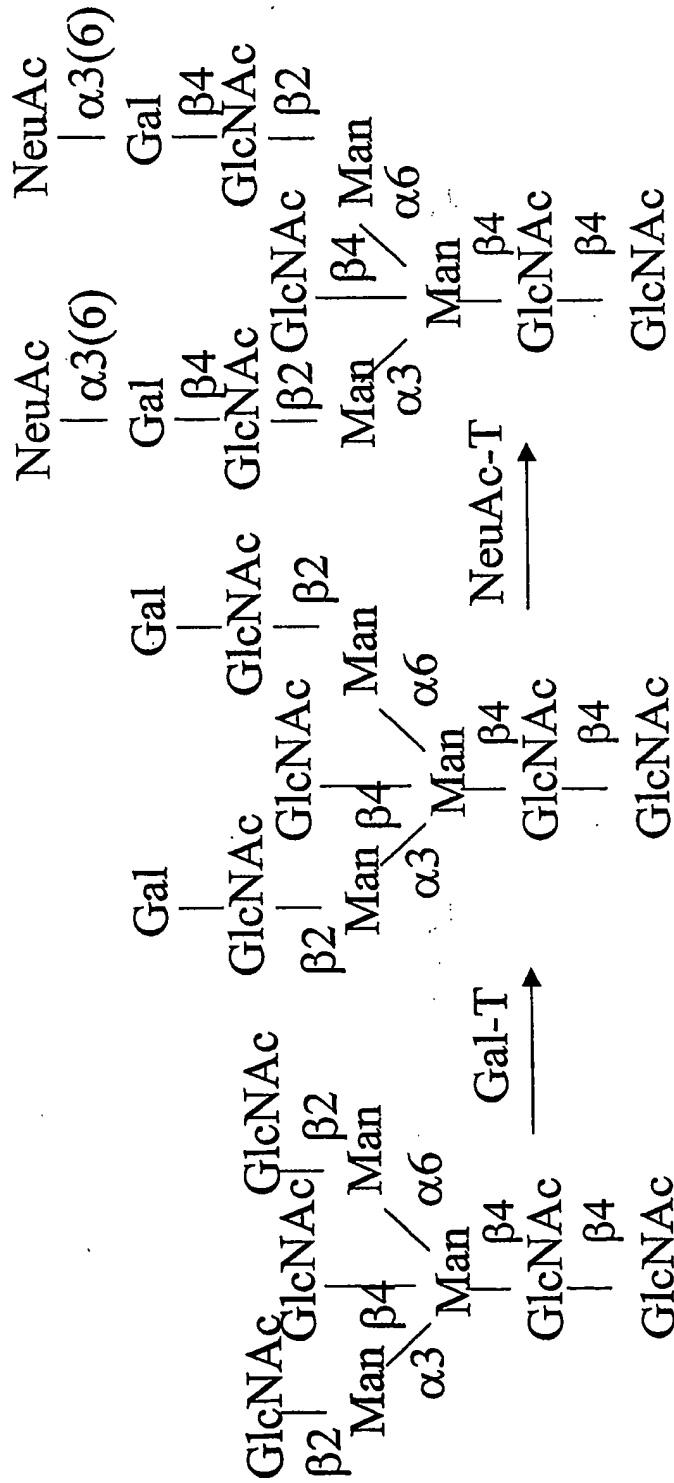 GlcNAc GlcNAc
β2 GlcNAc β2
Man β4 Man
α3 α6
Man
β4
GlcNAc
β4
GlcNAc
Gal-T
Gal Gal
GlcNAc GlcNAc
β2 GlcNAc β2
Man β4 Man
α3 α6
Man
β4
GlcNAc
β4
GlcNAc
NeuAc-T
NeuAc NeuAc
α3(6) α3(6)
Gal Gal
β4 β4
GlcNAc GlcNAc
β2 GlcNAc β2
Man β4 Man
α3 α6
Man
β4
GlcNAc
β4
GlcNAc